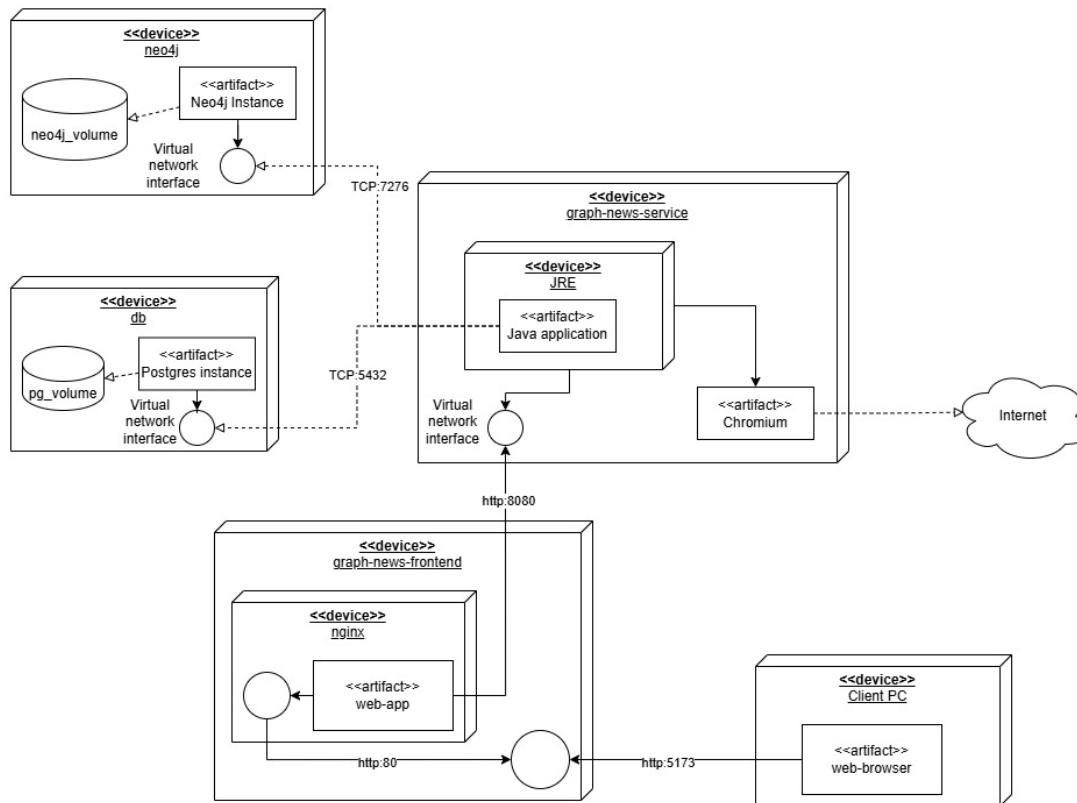 <<device>>
neo4j
<<artifact>>
Neo4j Instance
neo4j_volume
Virtual
network
interface
TCP:7276
<<device>>
graph-news-service
<<device>>
JRE
<<artifact>>
Java application
<<device>>
db
<<artifact>>
Postgres instance
pg_volume
Virtual
network
interface
TCP:5432
Virtual
network
interface
<<artifact>>
Chromium
Internet
http:8080
<<device>>
graph-news-frontend
<<device>>
nginx
<<artifact>>
web-app
http:80
http:5173
<<device>>
Client PC
<<artifact>>
web-browser